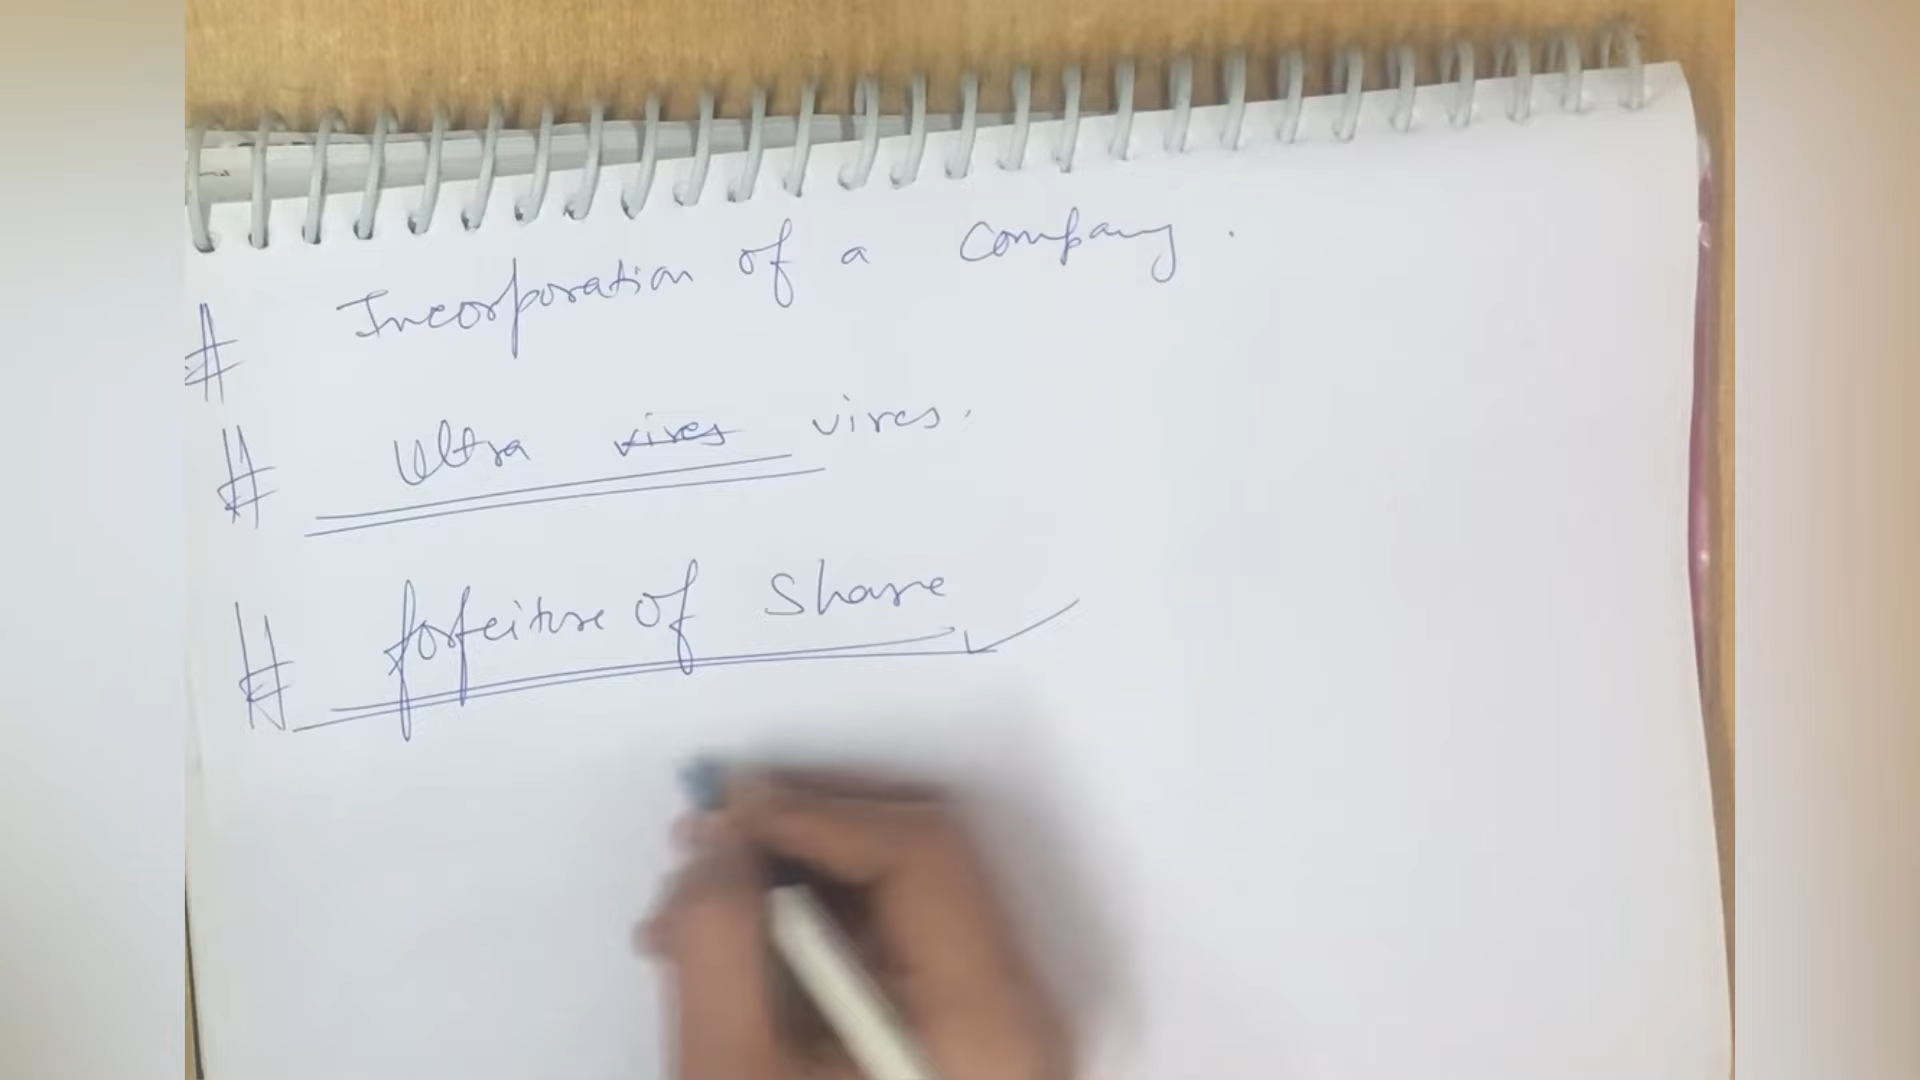 # Incorporation of a Company.
# Ultra vires vires.
# forfeiture of Share